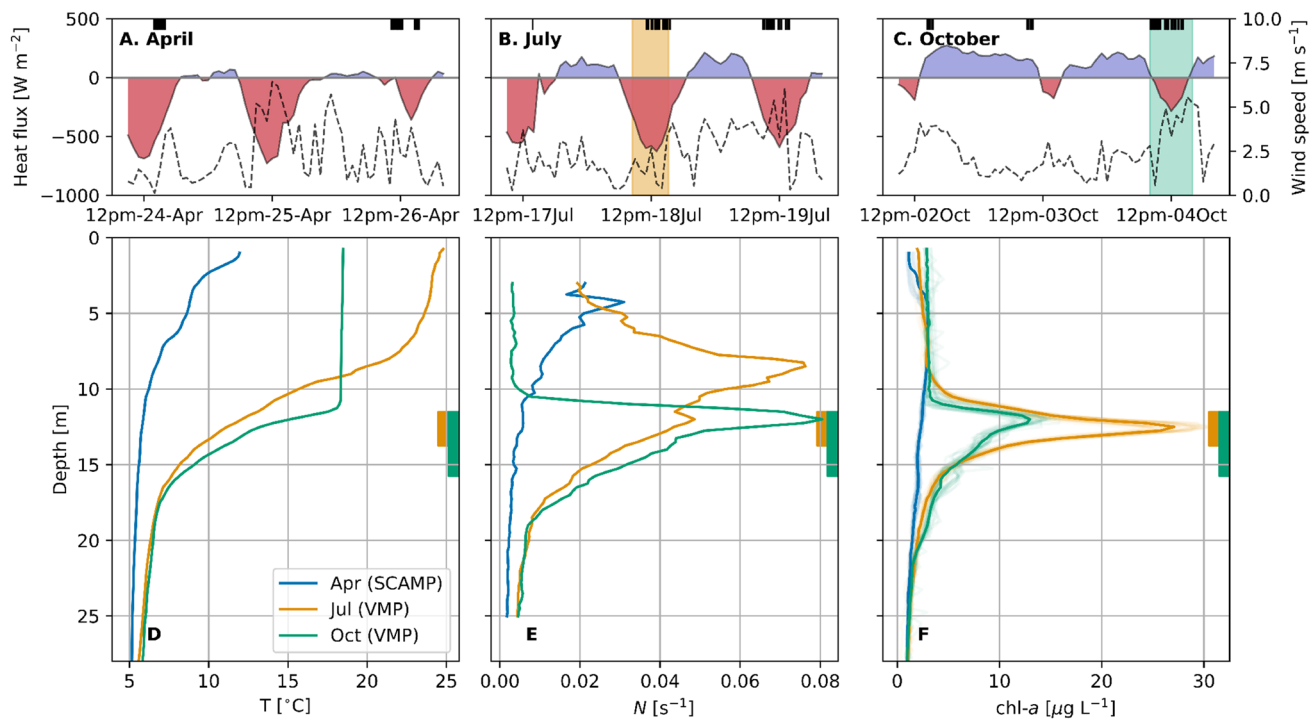 A. April
B. July
C. October
Heat flux [W m⁻²]
500
0
−500
−1000
10.0
7.5
5.0
2.5
0.0
Wind speed [m s⁻¹]
12pm-24-Apr
12pm-25-Apr
12pm-26-Apr
12pm-17Jul
12pm-18Jul
12pm-19Jul
12pm-02Oct
12pm-03Oct
12pm-04Oct
Depth [m]
0
5
10
15
20
25
Apr (SCAMP)
Jul (VMP)
Oct (VMP)
D
E
F
5
10
15
20
25
T [°C]
0.00
0.02
0.04
0.06
0.08
N [s⁻¹]
0
10
20
30
chl-a [μg L⁻¹]